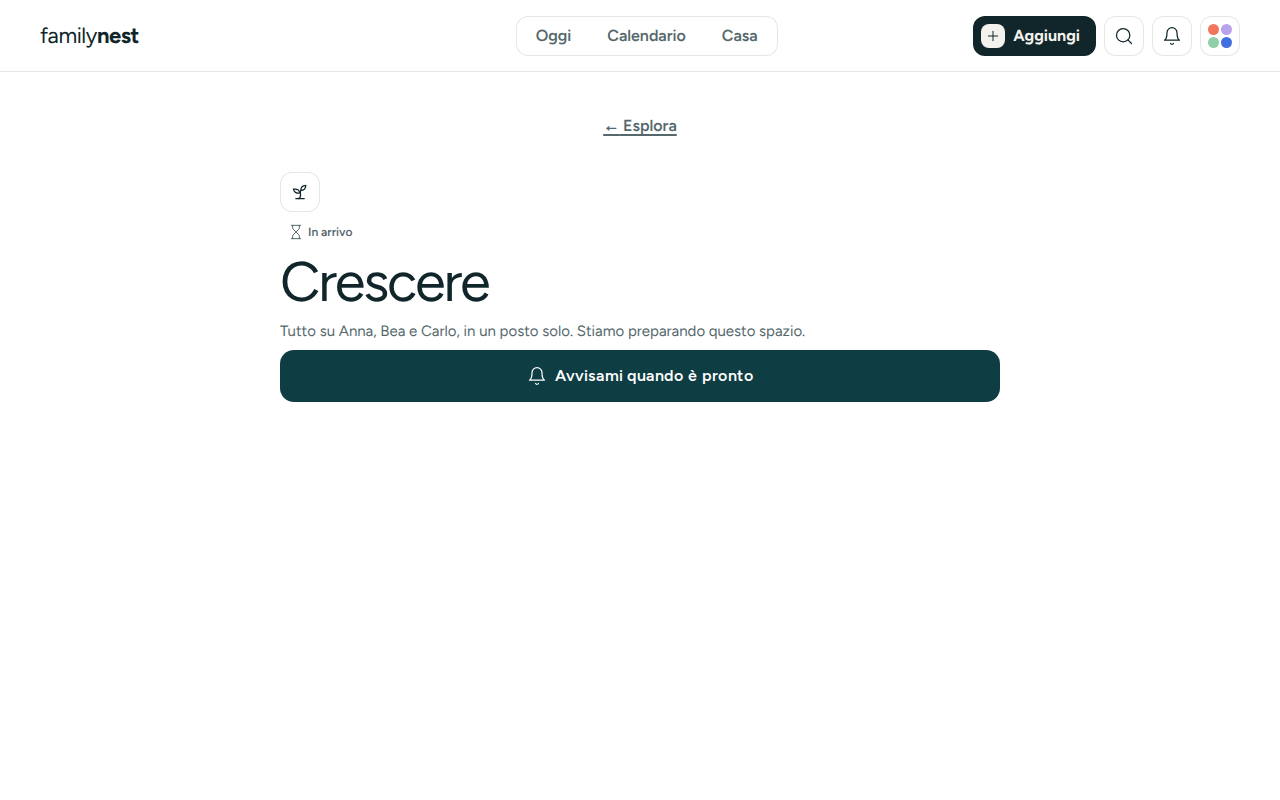 familynest
Oggi Calendario Casa
Aggiungi
← Esplora
In arrivo
Crescere
Tutto su Anna, Bea e Carlo, in un posto solo. Stiamo preparando questo spazio.
Avvisami quando è pronto